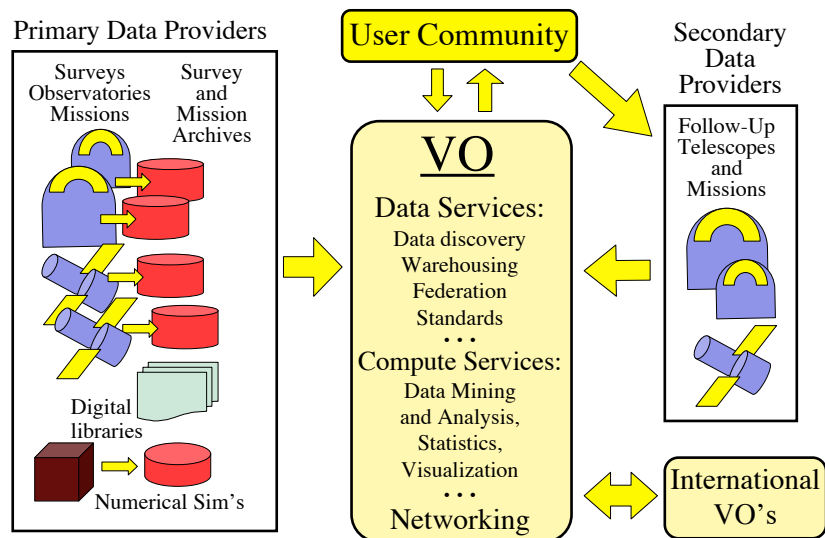 Primary Data Providers
Surveys
Observatories
Missions
Survey
and
Mission
Archives
Digital
libraries
Numerical Sim's
User Community
VO
Data Services:
Data discovery
Warehousing
Federation
Standards
...
Compute Services:
Data Mining
and Analysis,
Statistics,
Visualization
...
Networking
Secondary
Data
Providers
Follow-Up
Telescopes
and
Missions
International
VO's